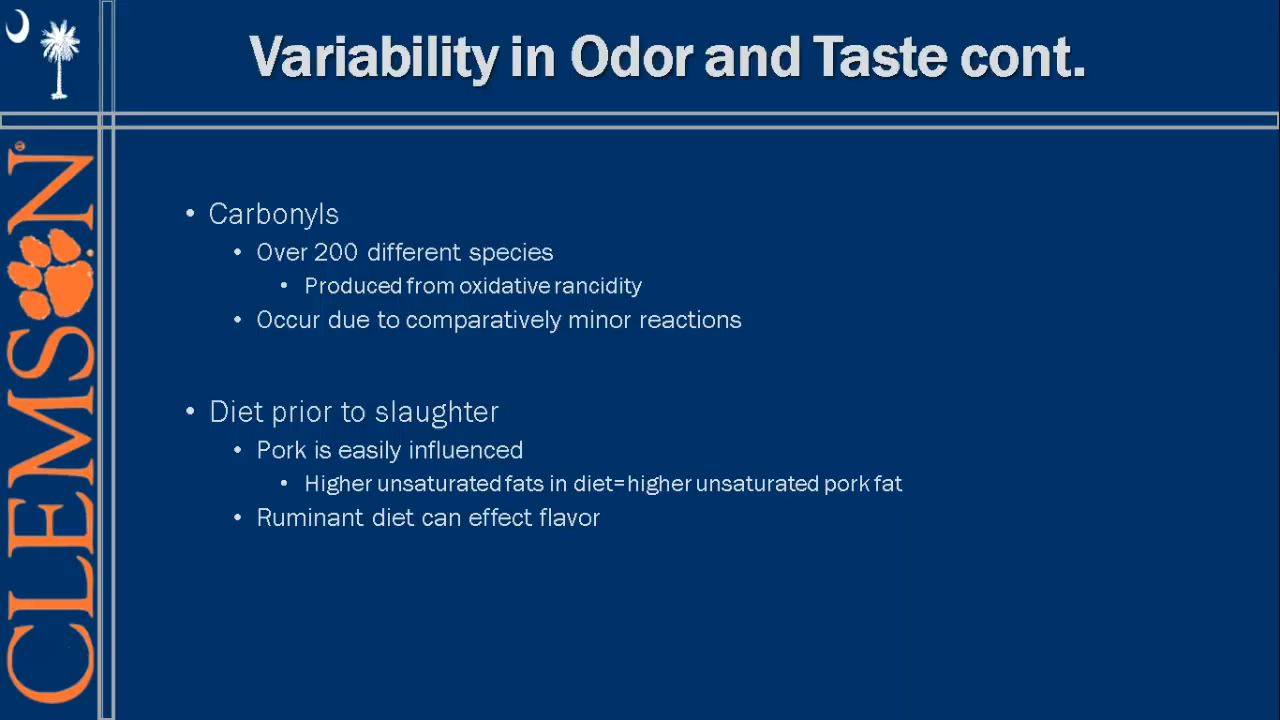 Variability in Odor and Taste cont.
CLEMSON®
• Carbonyls
• Over 200 different species
• Produced from oxidative rancidity
• Occur due to comparatively minor reactions
• Diet prior to slaughter
• Pork is easily influenced
• Higher unsaturated fats in diet=higher unsaturated pork fat
• Ruminant diet can effect flavor